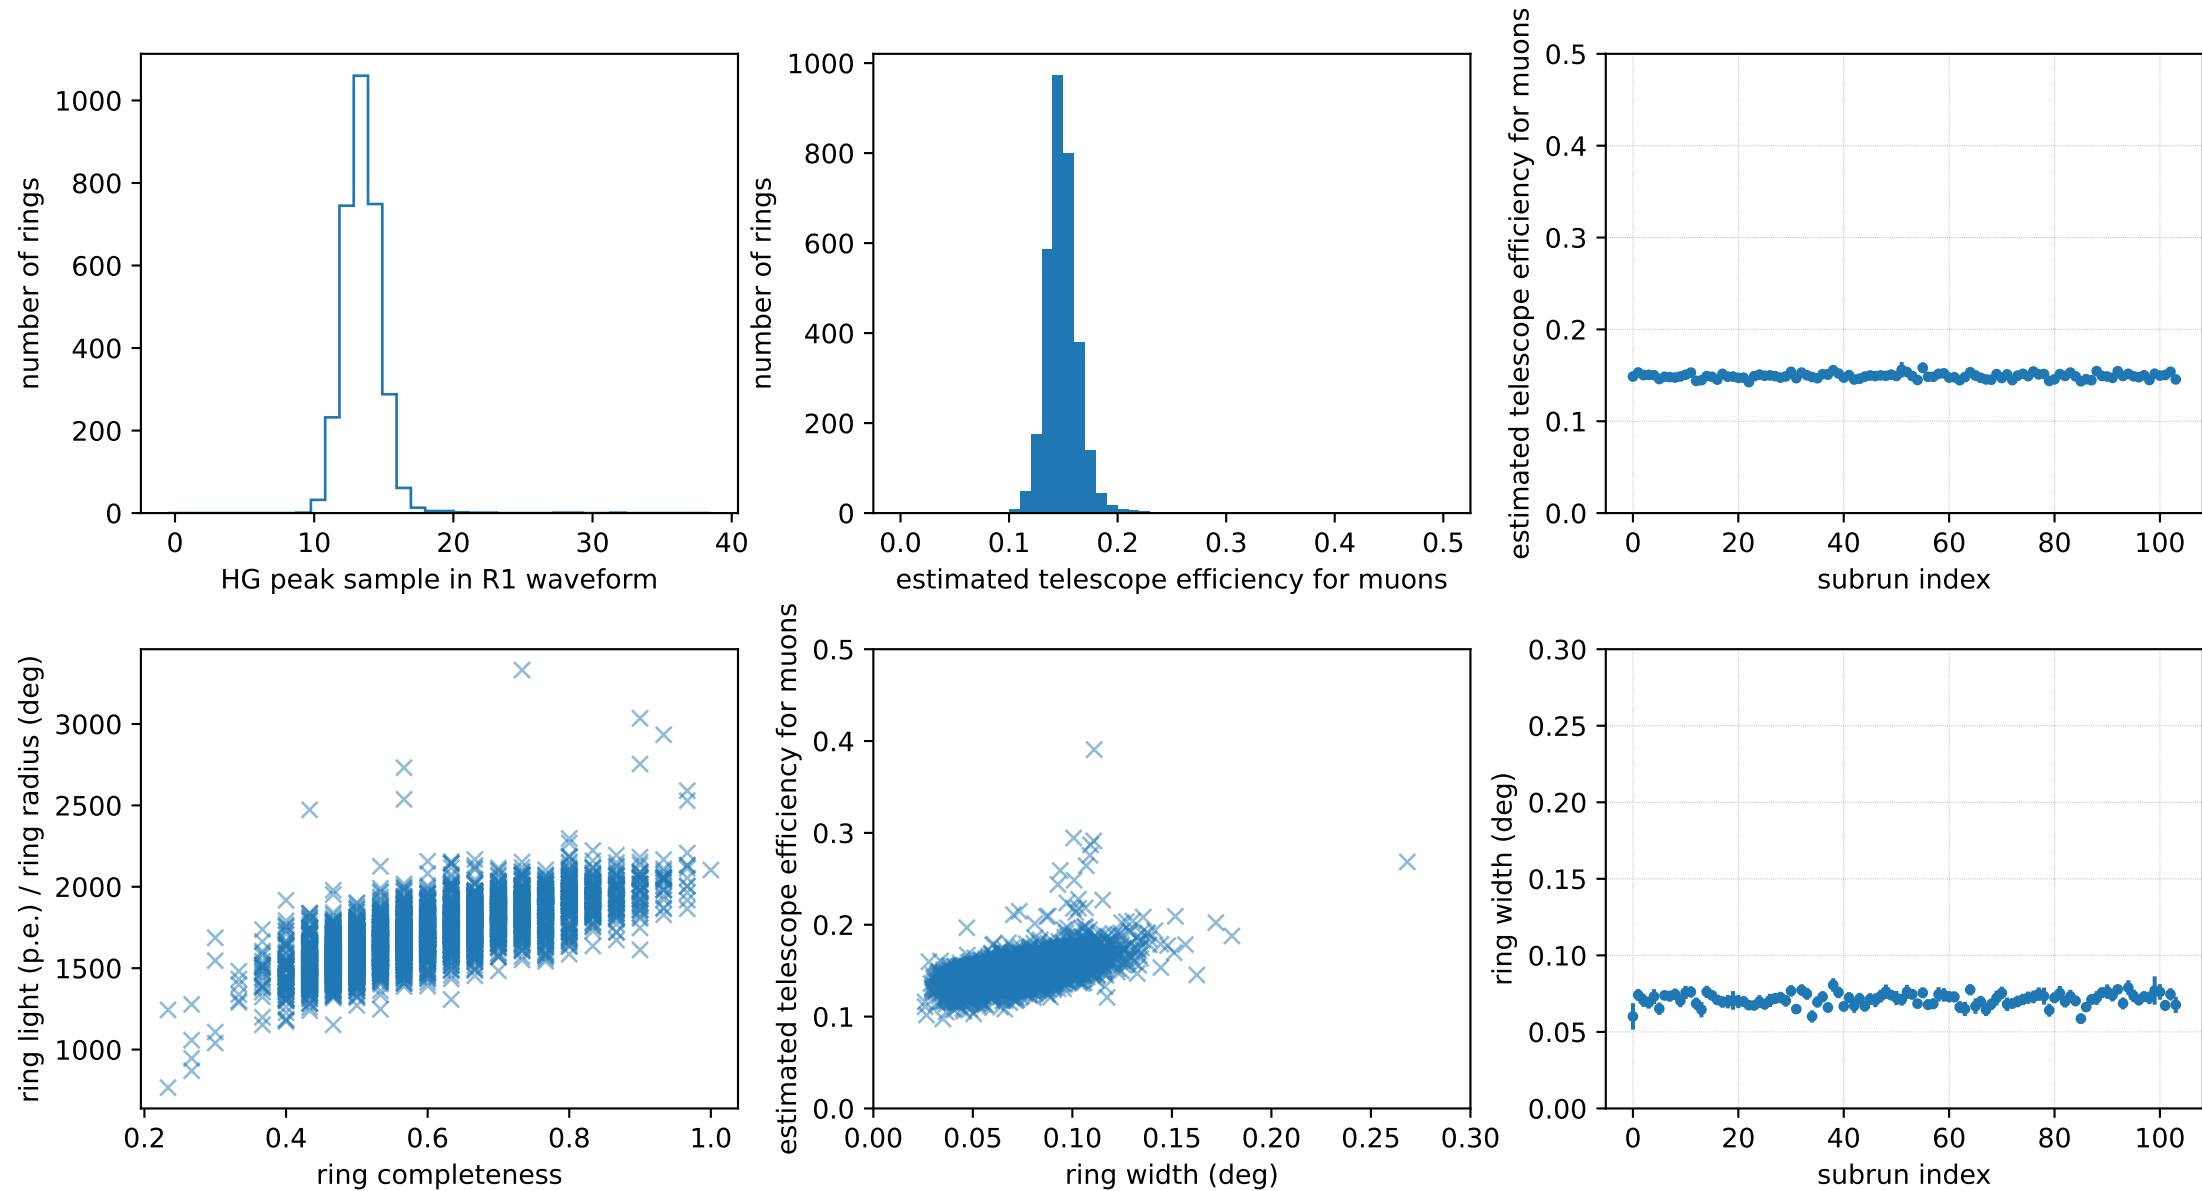 number of rings
1000
800
600
400
200
0
0 10 20 30 40
HG peak sample in R1 waveform
number of rings
1000
800
600
400
200
0
0.0 0.1 0.2 0.3 0.4 0.5
estimated telescope efficiency for muons
estimated telescope efficiency for muons
0.5
0.4
0.3
0.2
0.1
0.0
0 20 40 60 80 100
subrun index
ring light (p.e.) / ring radius (deg)
3000
2500
2000
1500
1000
0.2 0.4 0.6 0.8 1.0
ring completeness
estimated telescope efficiency for muons
0.5
0.4
0.3
0.2
0.1
0.0
0.00 0.05 0.10 0.15 0.20 0.25 0.30
ring width (deg)
ring width (deg)
0.30
0.25
0.20
0.15
0.10
0.05
0.00
0 20 40 60 80 100
subrun index